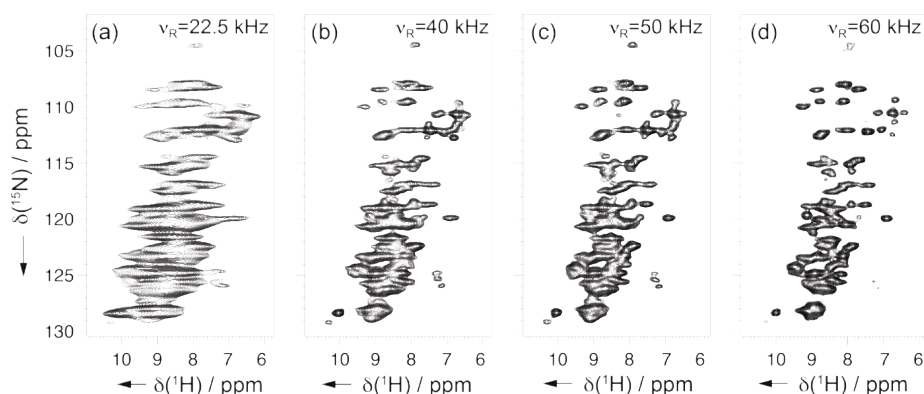 (a) νR=22.5 kHz
(b) νR=40 kHz
(c) νR=50 kHz
(d) νR=60 kHz
δ(¹⁵N) / ppm
105
110
115
120
125
130
10 9 8 7 6
10 9 8 7 6
10 9 8 7 6
10 9 8 7 6
δ(¹H) / ppm
δ(¹H) / ppm
δ(¹H) / ppm
δ(¹H) / ppm